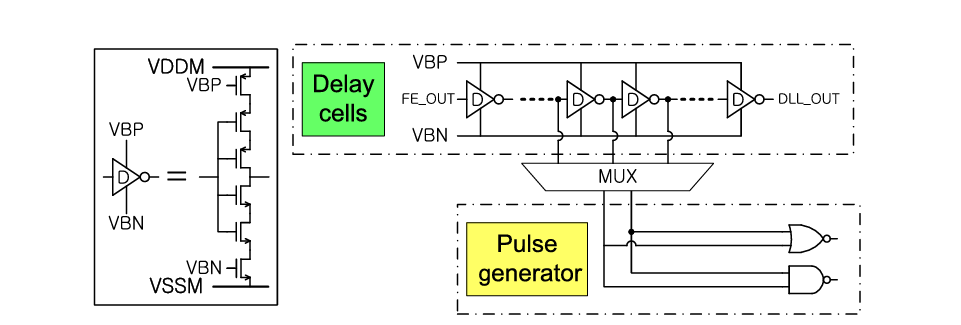 VDDM
VBP
VBP
D
=
VBN
VBN
VSSM
Delay
cells
VBP
FE_OUT
D
D
D
D
DLL_OUT
VBN
MUX
Pulse
generator